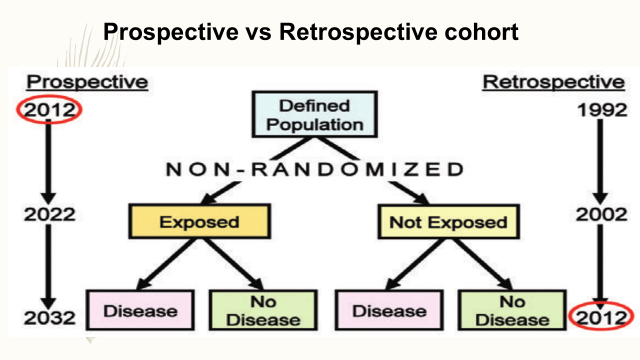 Prospective vs Retrospective cohort
Prospective
Retrospective
2012
Defined
Population
1992
NON-RANDOMIZED
2022
Exposed
Not Exposed
2002
2032
Disease
No
Disease
Disease
No
Disease
2012